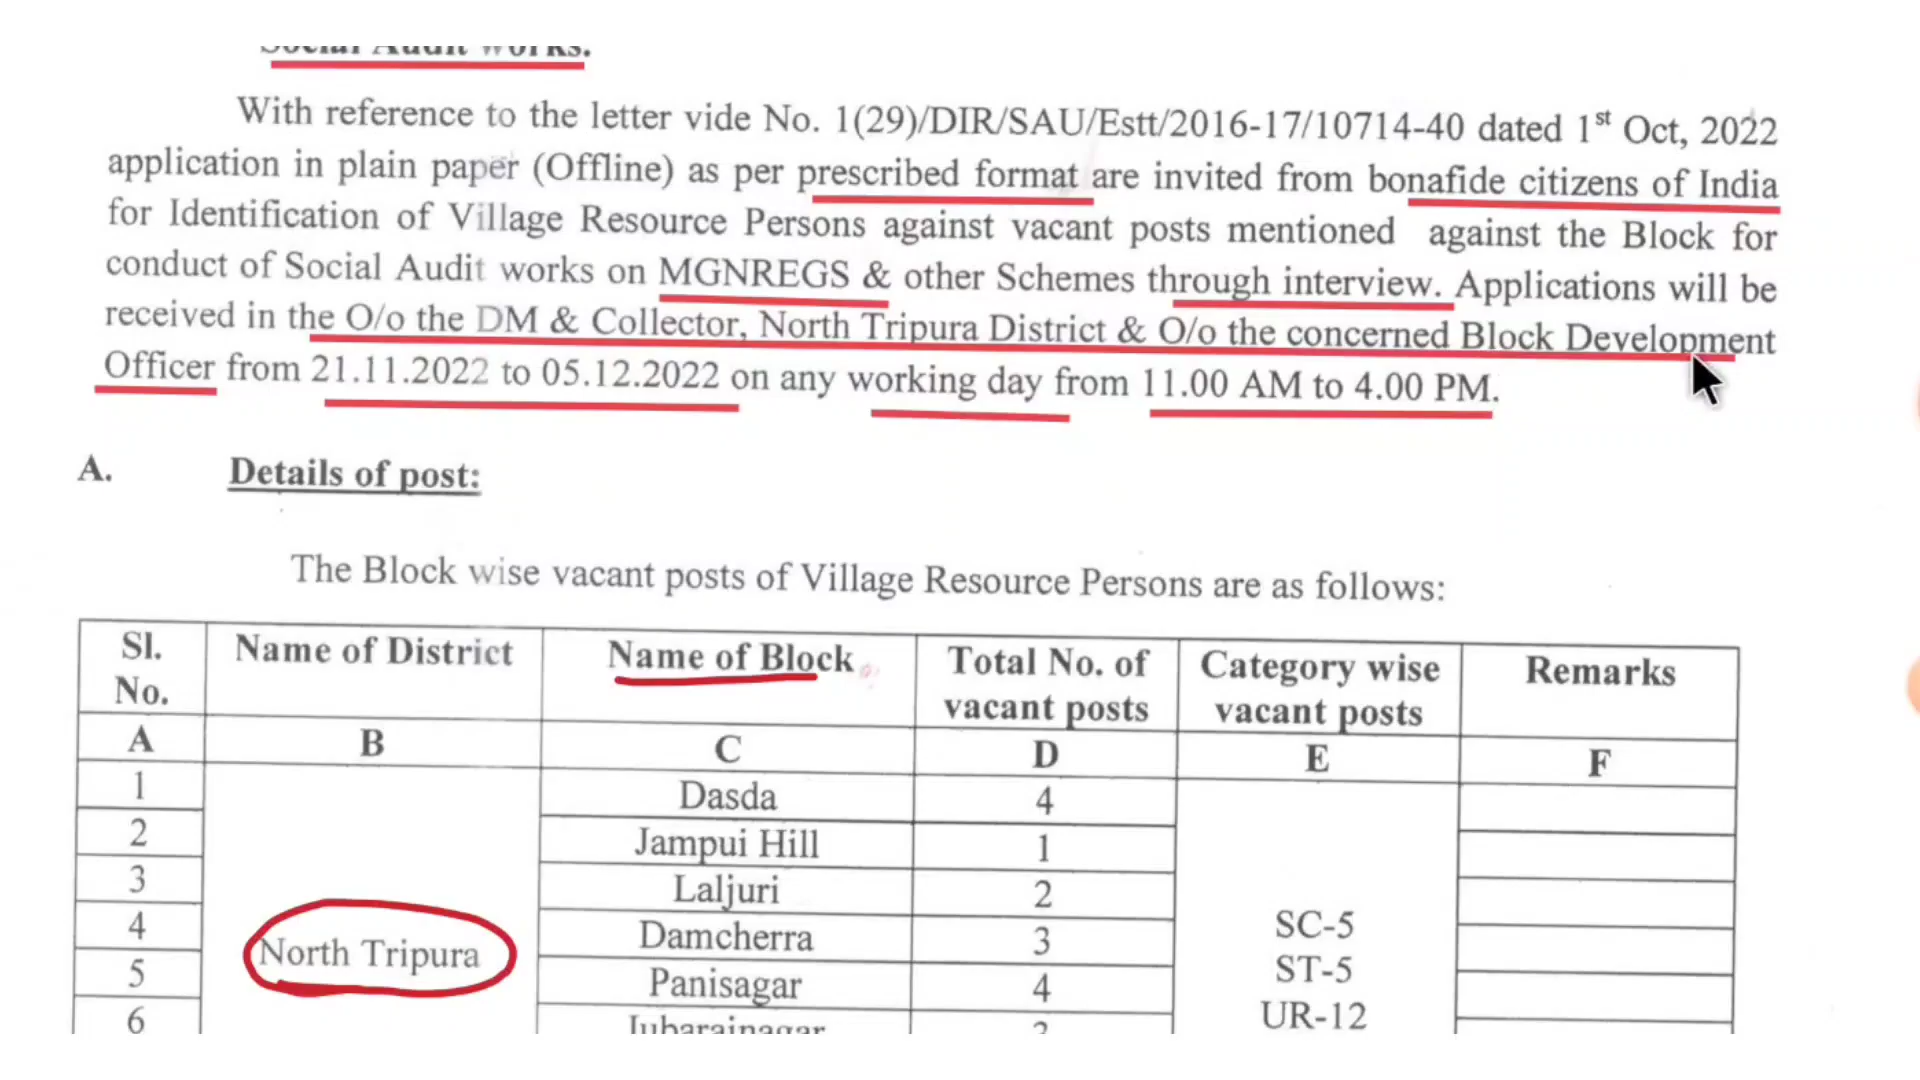 Social Audit works.
With reference to the letter vide No. 1(29)/DIR/SAU/Estt/2016-17/10714-40 dated 1st Oct, 2022
application in plain paper (Offline) as per prescribed format are invited from bonafide citizens of India
for Identification of Village Resource Persons against vacant posts mentioned against the Block for
conduct of Social Audit works on MGNREGS & other Schemes through interview. Applications will be
received in the O/o the DM & Collector, North Tripura District & O/o the concerned Block Development
Officer from 21.11.2022 to 05.12.2022 on any working day from 11.00 AM to 4.00 PM.
A. Details of post:
The Block wise vacant posts of Village Resource Persons are as follows:
Sl. No. Name of District Name of Block Total No. of vacant posts Category wise vacant posts Remarks
A B C D E F
1 Dasda 4
2 Jampui Hill 1
3 Laljuri 2
4 North Tripura Damcherra 3 SC-5
5 Panisagar 4 ST-5
6 UR-12